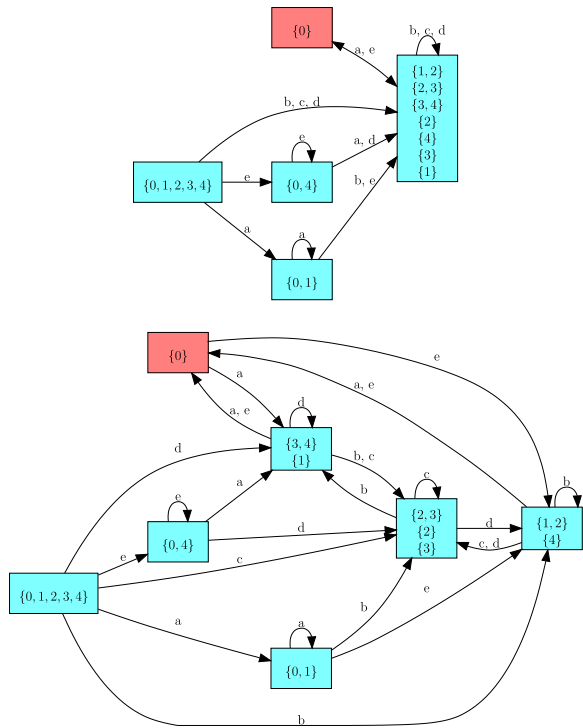 {0}
a, e
b, c, d
{1, 2}
{2, 3}
{3, 4}
{2}
{4}
{3}
{1}
b, c, d
e
a, d
{0, 1, 2, 3, 4}
e
{0, 4}
b, e
a
a
{0, 1}
{0}
e
a
a, e
a, e
d
d
{3, 4}
{1}
b, c
a
e
b
c
{2, 3}
{2}
{3}
b
{1, 2}
{4}
d
{0, 4}
d
c, d
e
c
{0, 1, 2, 3, 4}
a
b
e
a
{0, 1}
b